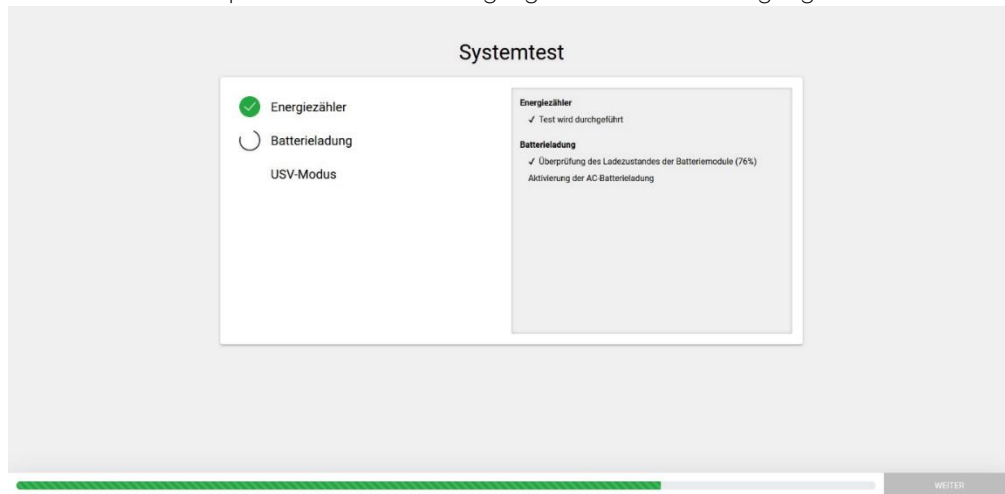 Systemtest
Energiezähler
Batterieladung
USV-Modus
Energiezähler
✓ Test wird durchgeführt
Batterieladung
✓ Überprüfung des Ladezustandes der Batteriemodule (76%)
Aktivierung der AC-Batterieladung
WEITER